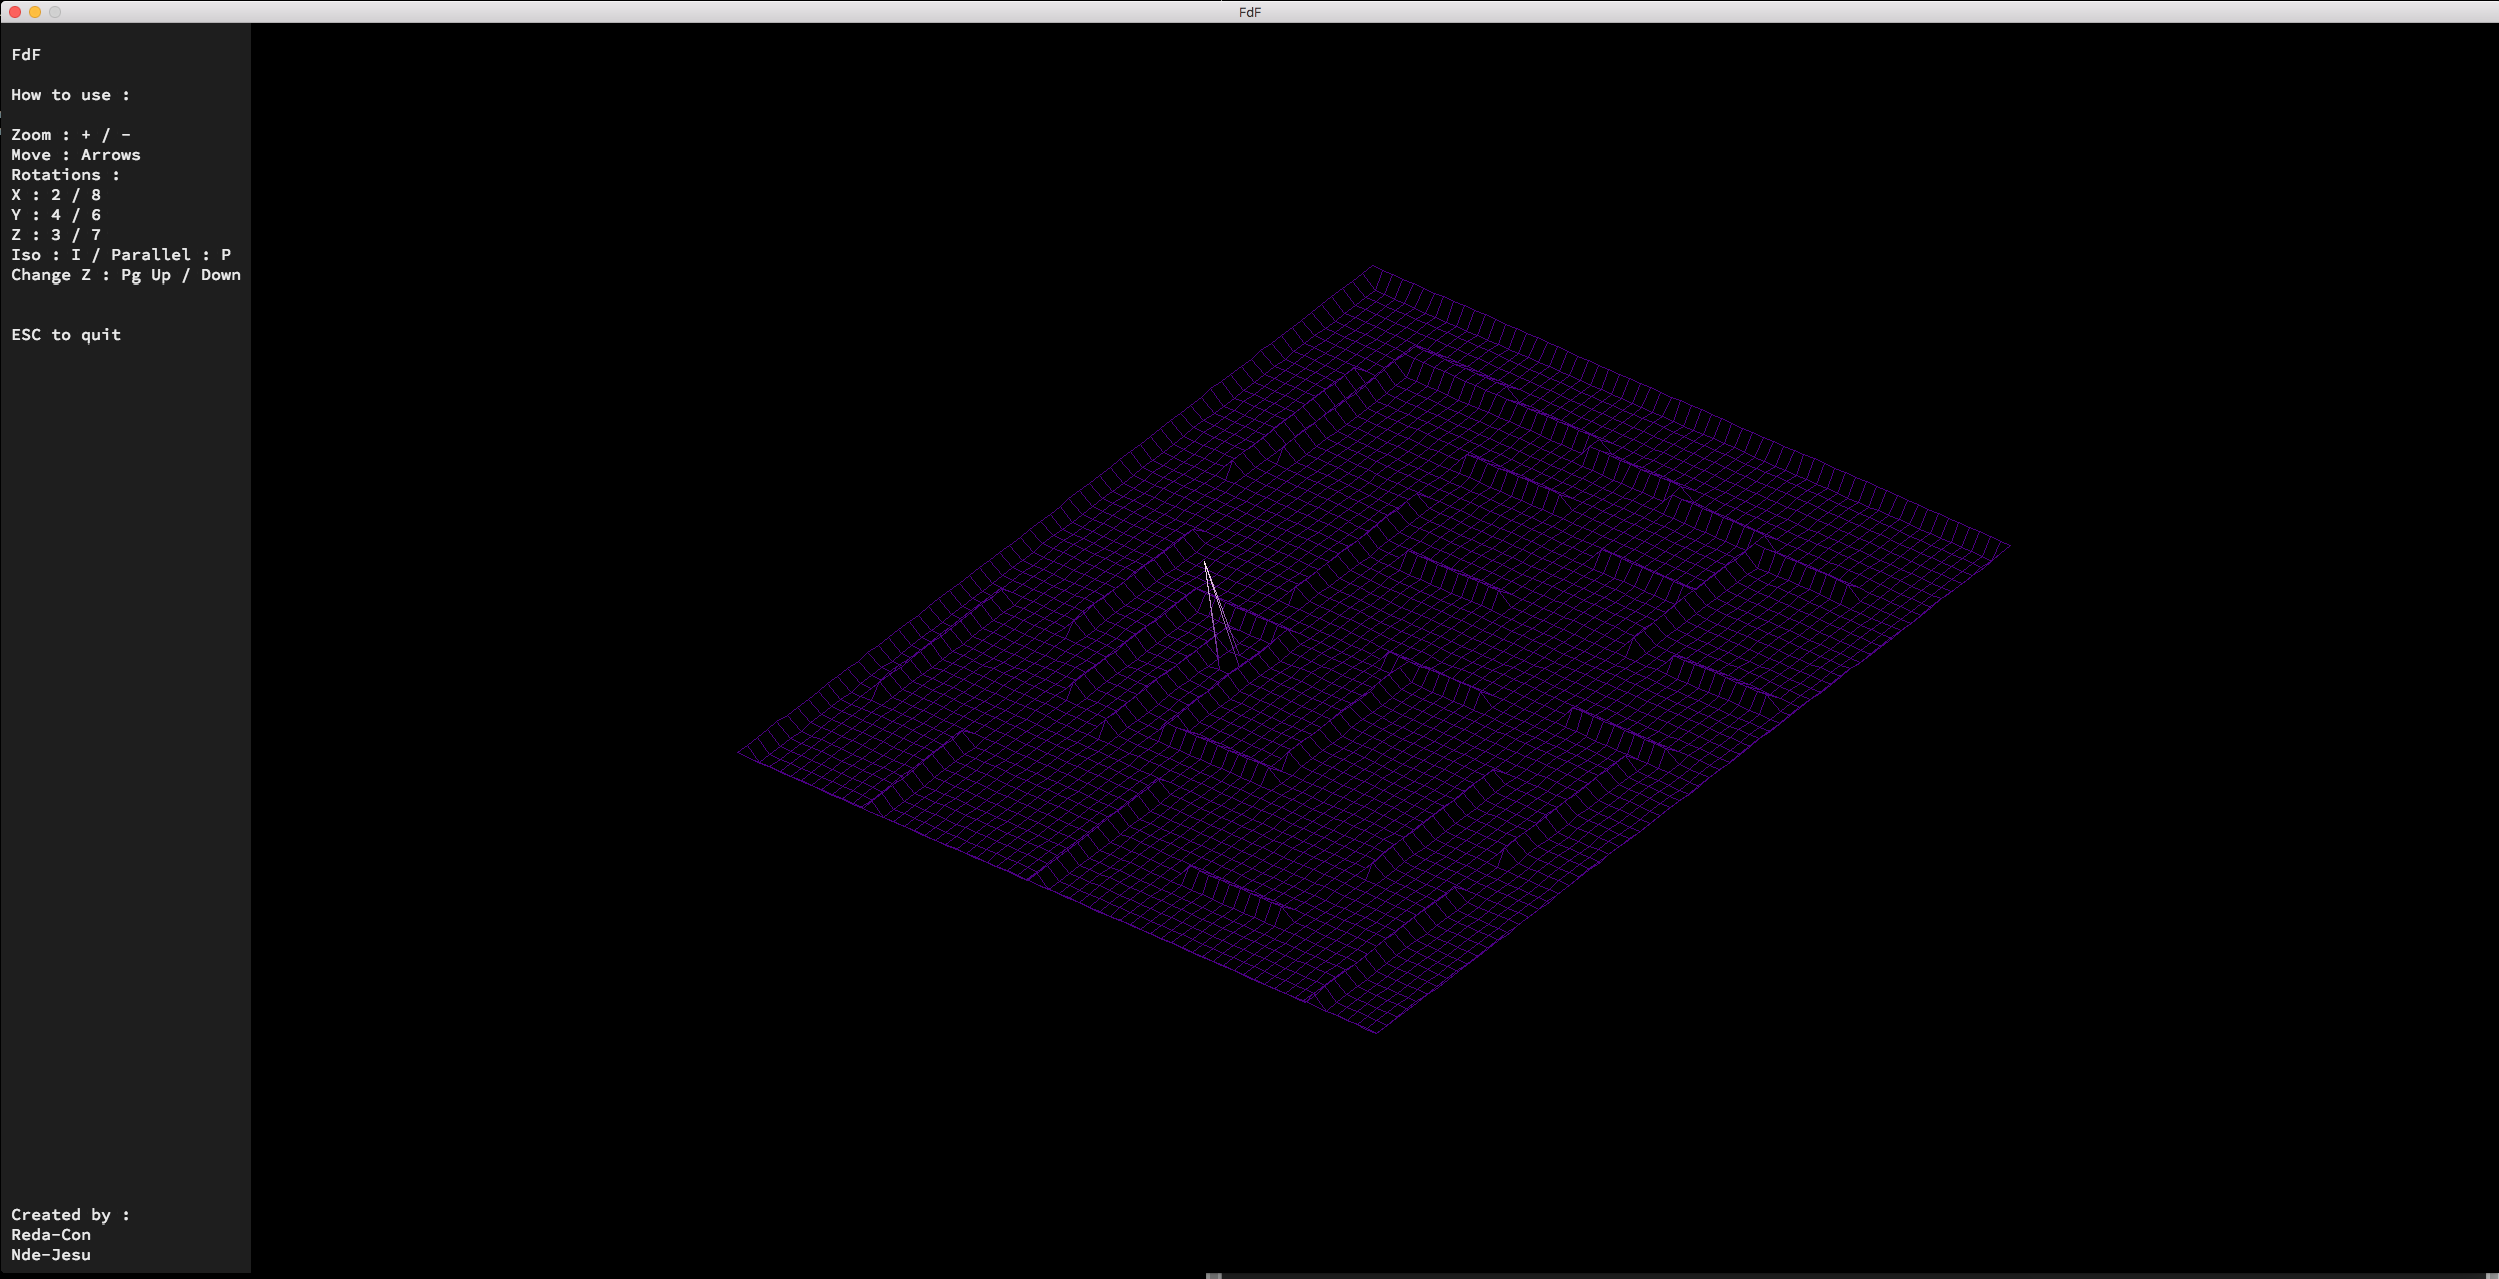 FdF
FdF
How to use :
Zoom : + / -
Move : Arrows
Rotations :
X : 2 / 8
Y : 4 / 6
Z : 3 / 7
Iso : I / Parallel : P
Change Z : Pg Up / Down
ESC to quit
Created by :
Reda-Con
Nde-Jesu